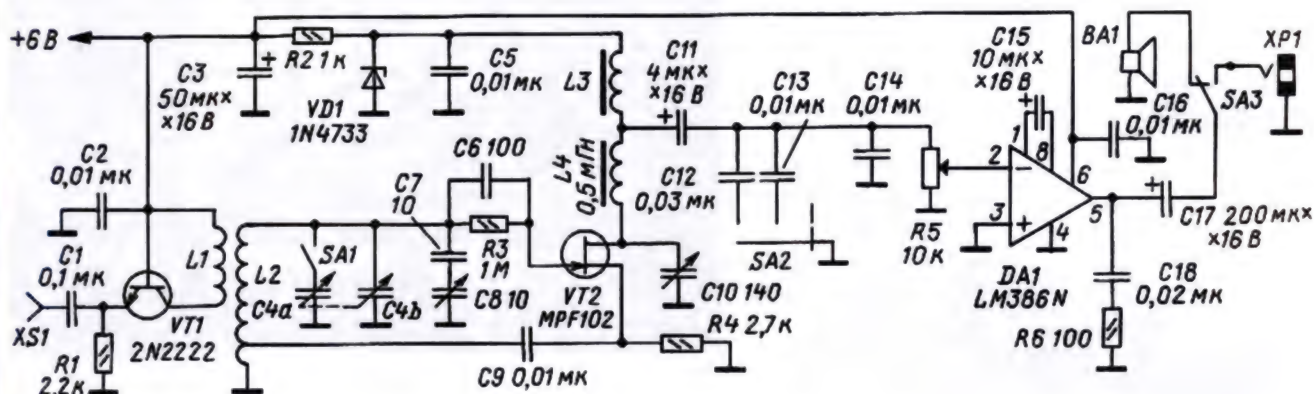 +6 В
C3
50 мк×
×16 В
R2 1 к
VD1
1N4733
C5
0,01 мк
L3
C11
4 мк×
×16 В
C13
0,01 мк
C14
0,01 мк
C15
10 мк×
×16 В
BA1
XP1
SA3
C16
0,01 мк
C2
0,01 мк
C1
0,1 мк
XS1
R1
2,2к
VT1
2N2222
L1
L2
SA1
C4a
C4b
C7
10
C8 10
C6 100
R3
1М
L4
0,5 мГн
VT2
MPF102
C10 140
R4 2,7 к
C9 0,01 мк
C12
0,03 мк
SA2
R5
10 к
1
8
2
–
6
3
+
4
5
DA1
LM386N
C17 200 мк×
×16 В
C18
0,02 мк
R6 100